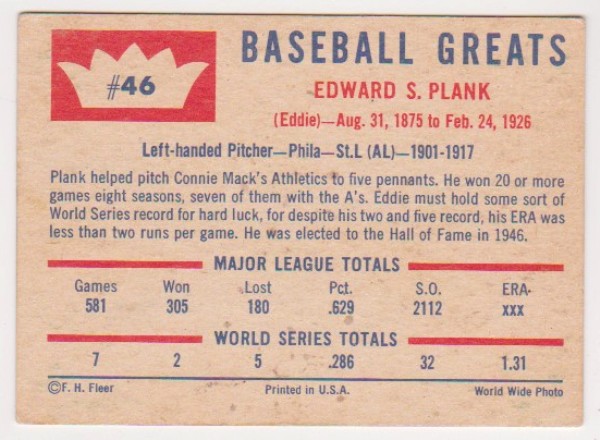 #46
BASEBALL GREATS
EDWARD S. PLANK
(Eddie)—Aug. 31, 1875 to Feb. 24, 1926
Left-handed Pitcher—Phila—St.L (AL)—1901-1917
Plank helped pitch Connie Mack's Athletics to five pennants. He won 20 or more
games eight seasons, seven of them with the A's. Eddie must hold some sort of
World Series record for hard luck, for despite his two and five record, his ERA was
less than two runs per game. He was elected to the Hall of Fame in 1946.
MAJOR LEAGUE TOTALS
Games Won Lost Pct. S.O. ERA
581 305 180 .629 2112 xxx
WORLD SERIES TOTALS
7 2 5 .286 32 1.31
©F. H. Fleer Printed in U.S.A. World Wide Photo